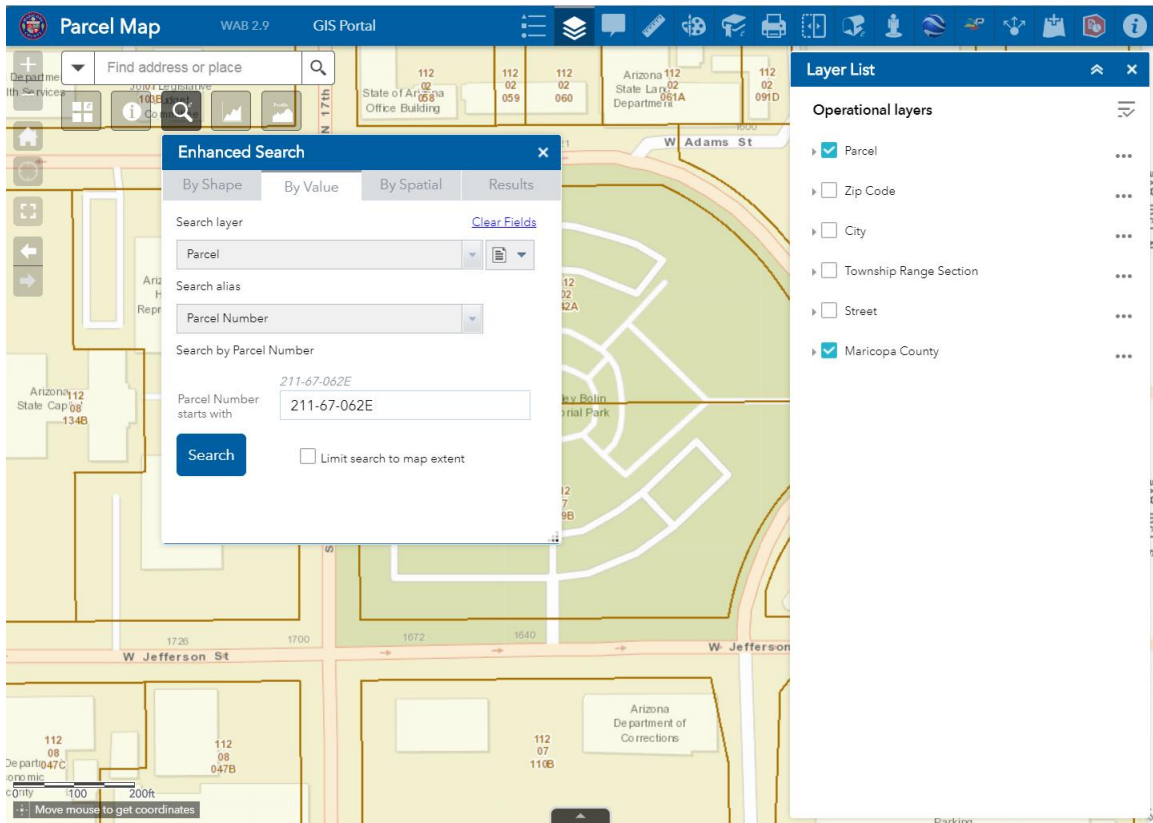 Parcel Map
WAB 2.9
GIS Portal
Find address or place
Layer List
Operational layers
Parcel
Zip Code
City
Township Range Section
Street
Maricopa County
Enhanced Search
By Shape
By Value
By Spatial
Results
Search layer
Clear Fields
Parcel
Search alias
Parcel Number
Search by Parcel Number
211-67-062E
Parcel Number
starts with
211-67-062E
Search
Limit search to map extent
N 17th
State of Arizona
Office Building
112
02
058
112
02
059
112
02
060
Arizona
State Land
Department
112
02
061A
112
02
091D
W Adams St
Arizona
State Capitol
112
08
134B
1726
1700
1672
1640
W Jefferson St
W Jefferson
112
08
047C
112
08
047B
112
07
110B
Arizona
Department of
Corrections
0
100
200ft
Move mouse to get coordinates